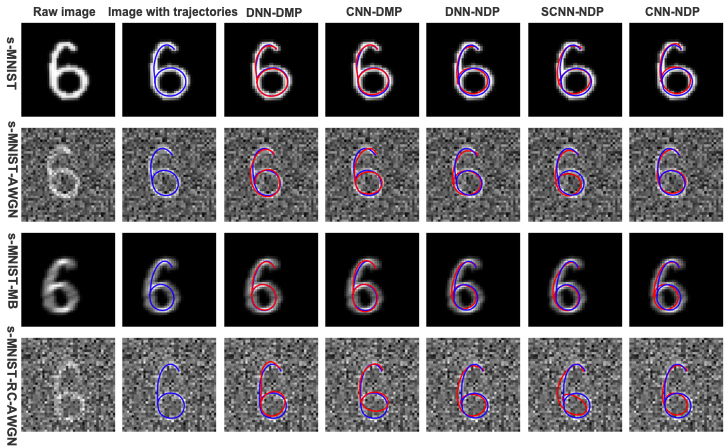 Raw image Image with trajectories DNN-DMP CNN-DMP DNN-NDP SCNN-NDP CNN-NDP
s-MNIST
s-MNIST-AWGN
s-MNIST-MB
s-MNIST-RC-AWGN